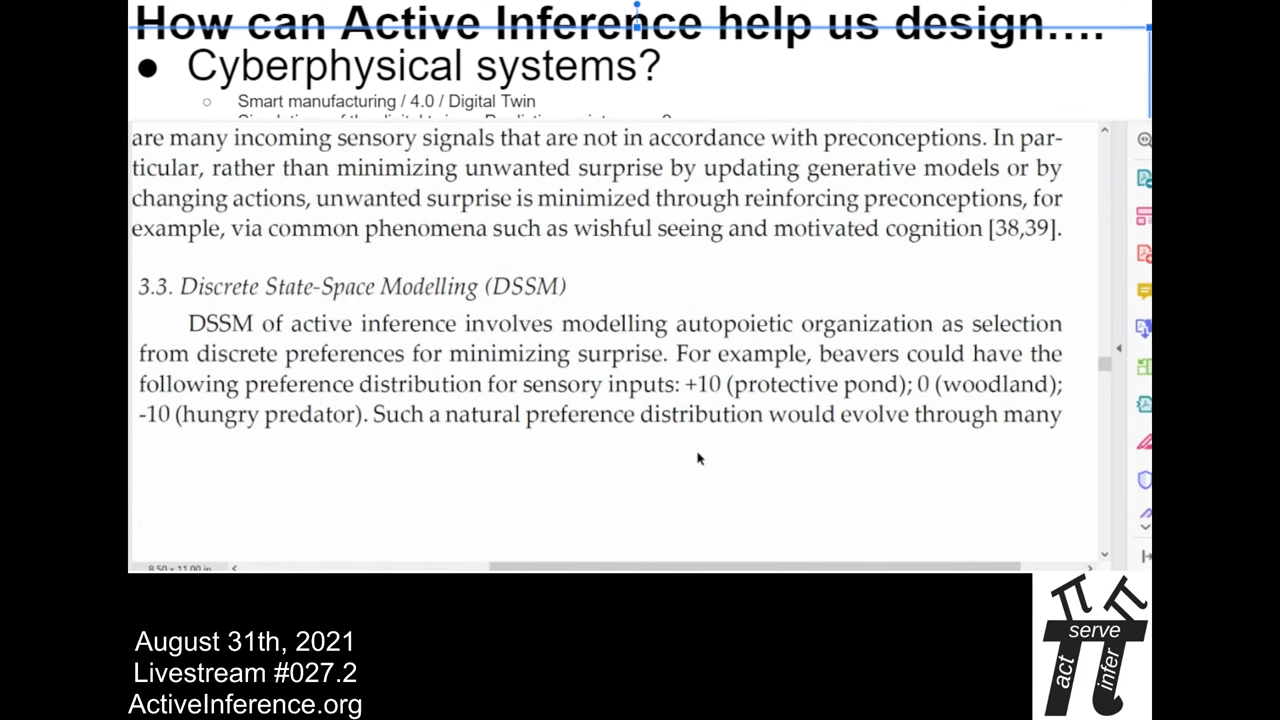 How can Active Inference help us design....
● Cyberphysical systems?
○ Smart manufacturing / 4.0 / Digital Twin
are many incoming sensory signals that are not in accordance with preconceptions. In par-
ticular, rather than minimizing unwanted surprise by updating generative models or by
changing actions, unwanted surprise is minimized through reinforcing preconceptions, for
example, via common phenomena such as wishful seeing and motivated cognition [38,39].
3.3. Discrete State-Space Modelling (DSSM)
DSSM of active inference involves modelling autopoietic organization as selection
from discrete preferences for minimizing surprise. For example, beavers could have the
following preference distribution for sensory inputs: +10 (protective pond); 0 (woodland);
-10 (hungry predator). Such a natural preference distribution would evolve through many
8.50 x 11.00 in
August 31th, 2021
Livestream #027.2
ActiveInference.org
serve
act
infer